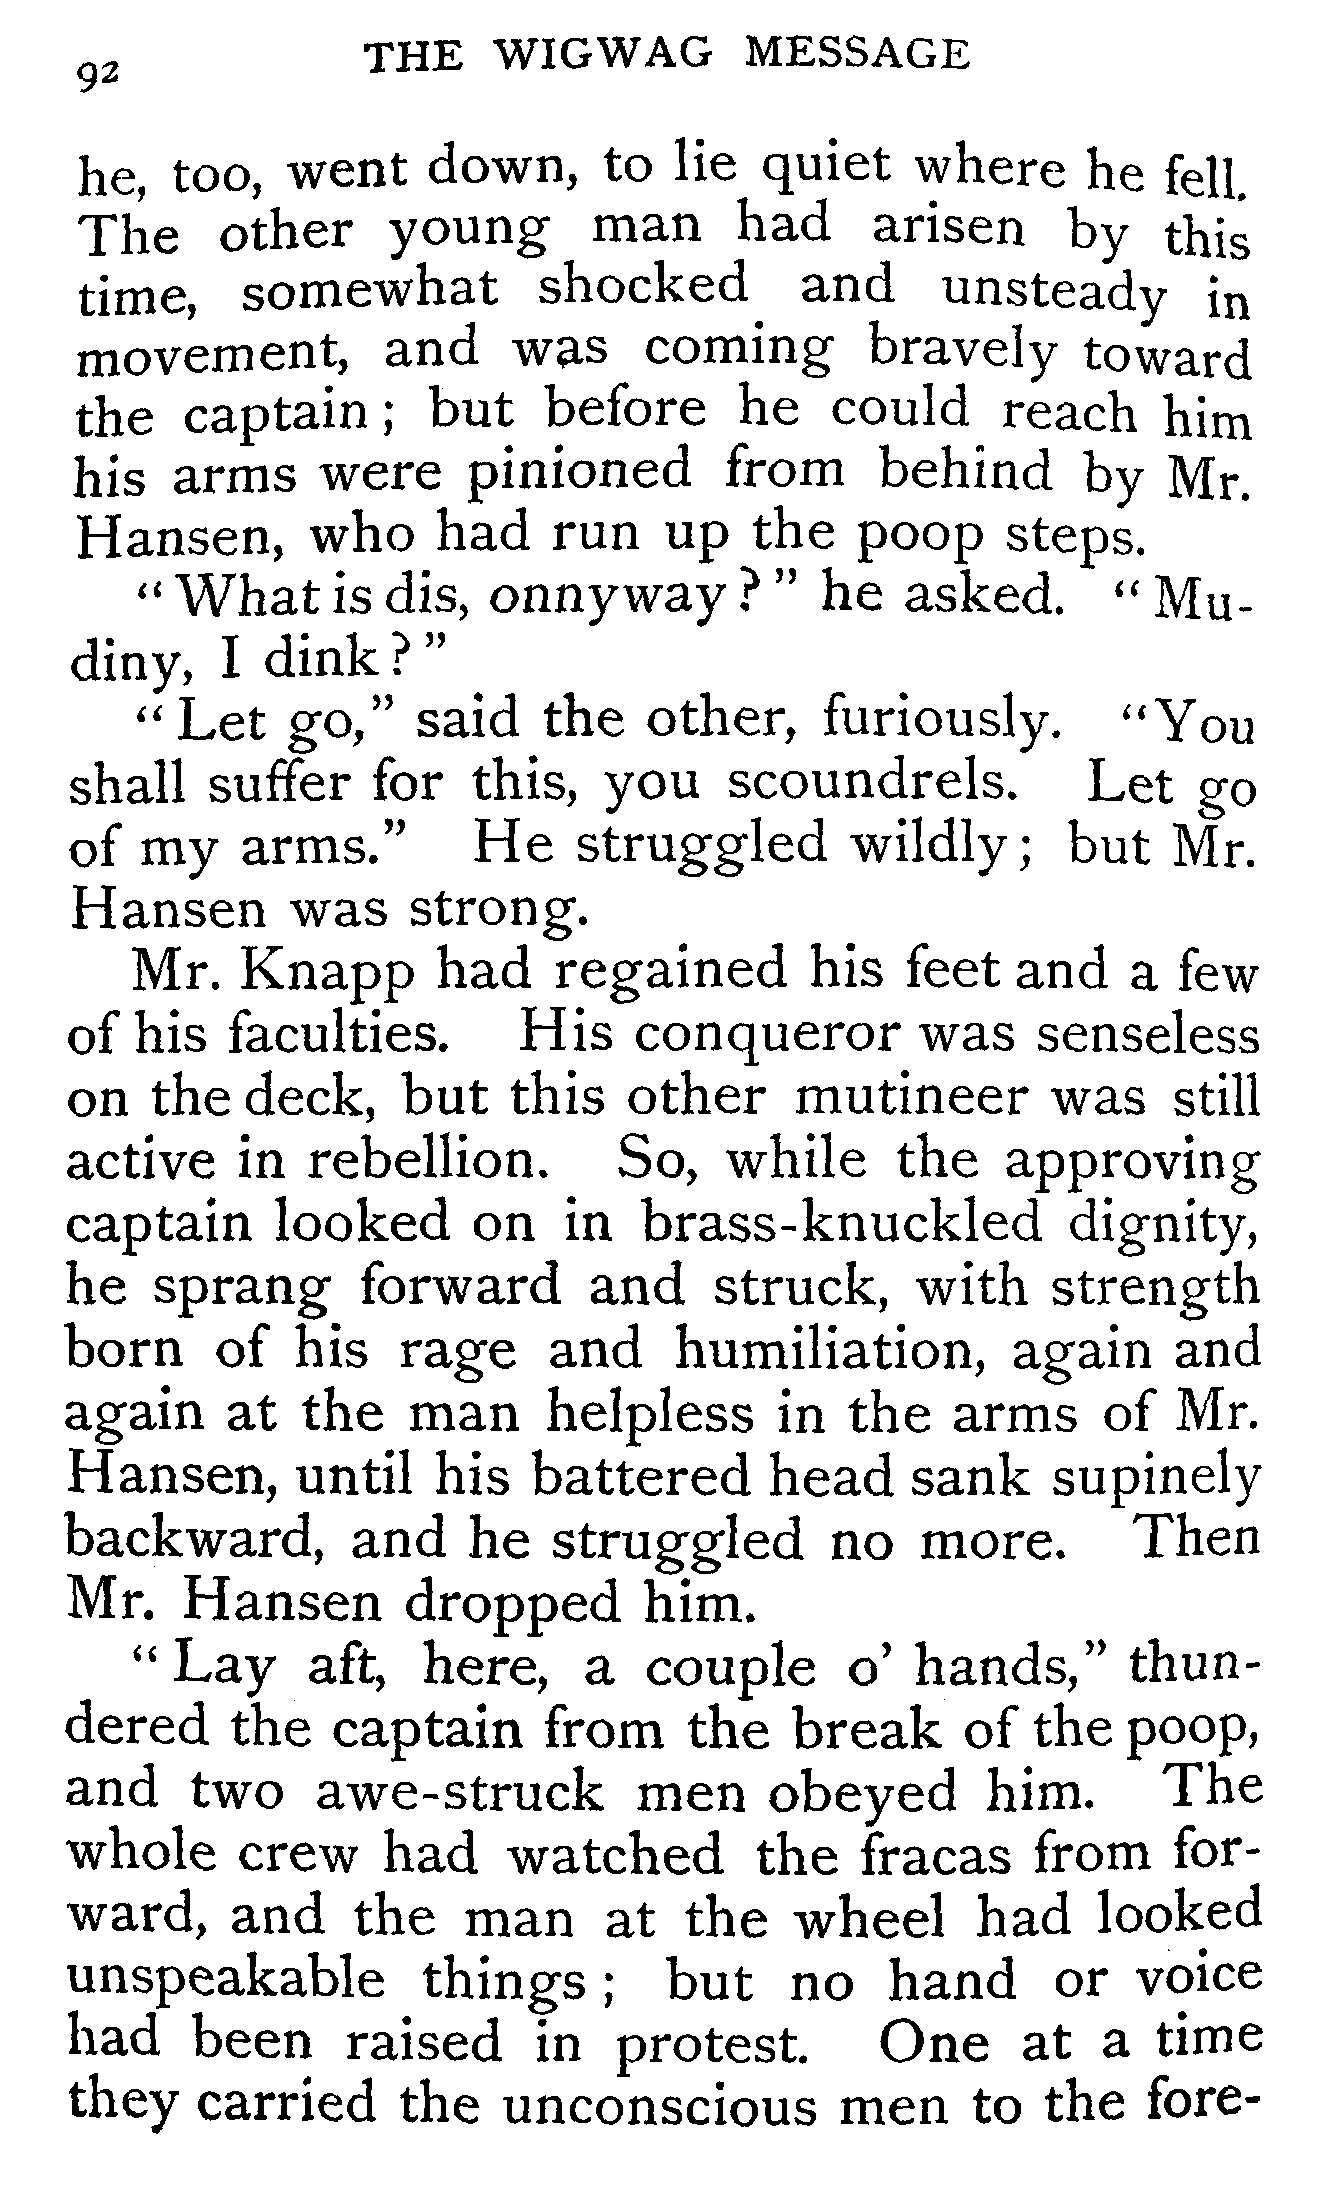 92 THE WIGWAG MESSAGE
he, too, went down, to lie quiet where he fell.
The other young man had arisen by this
time, somewhat shocked and unsteady in
movement, and was coming bravely toward
the captain; but before he could reach him
his arms were pinioned from behind by Mr.
Hansen, who had run up the poop steps.
"What is dis, onnyway?" he asked. "Mu-
diny, I dink?"
"Let go," said the other, furiously. "You
shall suffer for this, you scoundrels. Let go
of my arms." He struggled wildly; but Mr.
Hansen was strong.
Mr. Knapp had regained his feet and a few
of his faculties. His conqueror was senseless
on the deck, but this other mutineer was still
active in rebellion. So, while the approving
captain looked on in brass-knuckled dignity,
he sprang forward and struck, with strength
born of his rage and humiliation, again and
again at the man helpless in the arms of Mr.
Hansen, until his battered head sank supinely
backward, and he struggled no more. Then
Mr. Hansen dropped him.
"Lay aft, here, a couple o' hands," thun-
dered the captain from the break of the poop,
and two awe-struck men obeyed him. The
whole crew had watched the fracas from for-
ward, and the man at the wheel had looked
unspeakable things; but no hand or voice
had been raised in protest. One at a time
they carried the unconscious men to the fore-